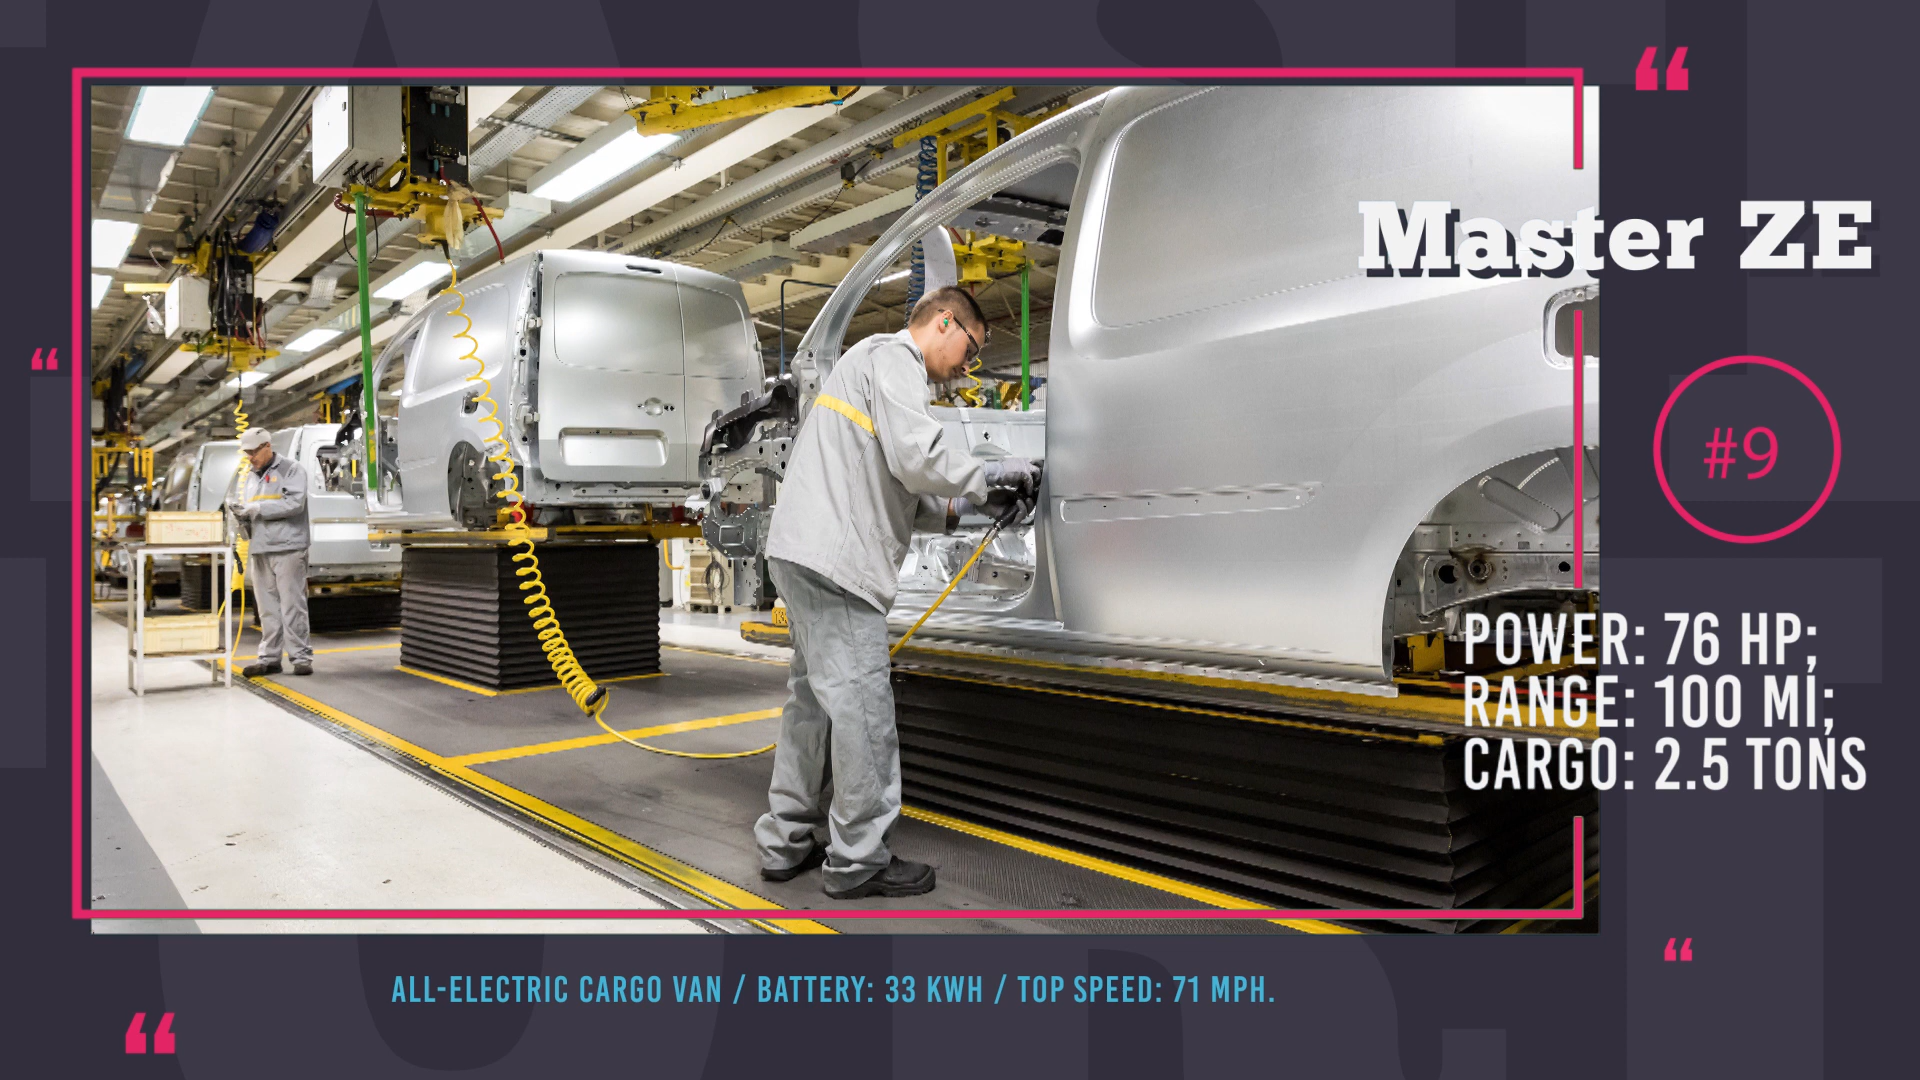 Master ZE
#9
POWER: 76 HP;
RANGE: 100 MI;
CARGO: 2.5 TONS
ALL-ELECTRIC CARGO VAN / BATTERY: 33 KWH / TOP SPEED: 71 MPH.